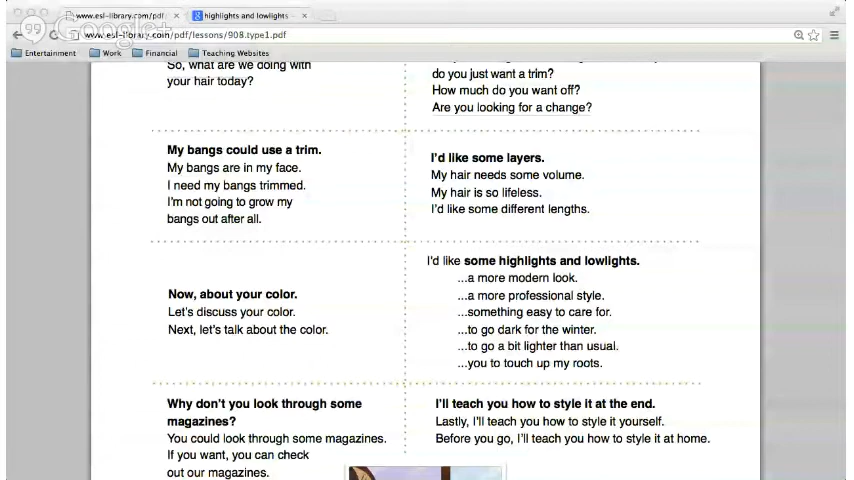 www.esl-library.com/pdf/
highlights and lowlights -
Google+
www.esl-library.com/pdf/lessons/908.type1.pdf
Entertainment
Work
Financial
Teaching Websites
So, what are we doing with
your hair today?
do you just want a trim?
How much do you want off?
Are you looking for a change?
My bangs could use a trim.
My bangs are in my face.
I need my bangs trimmed.
I'm not going to grow my
bangs out after all.
I'd like some layers.
My hair needs some volume.
My hair is so lifeless.
I'd like some different lengths.
Now, about your color.
Let's discuss your color.
Next, let's talk about the color.
I'd like some highlights and lowlights.
...a more modern look.
...a more professional style.
...something easy to care for.
...to go dark for the winter.
...to go a bit lighter than usual.
...you to touch up my roots.
Why don't you look through some
magazines?
You could look through some magazines.
If you want, you can check
out our magazines.
I'll teach you how to style it at the end.
Lastly, I'll teach you how to style it yourself.
Before you go, I'll teach you how to style it at home.